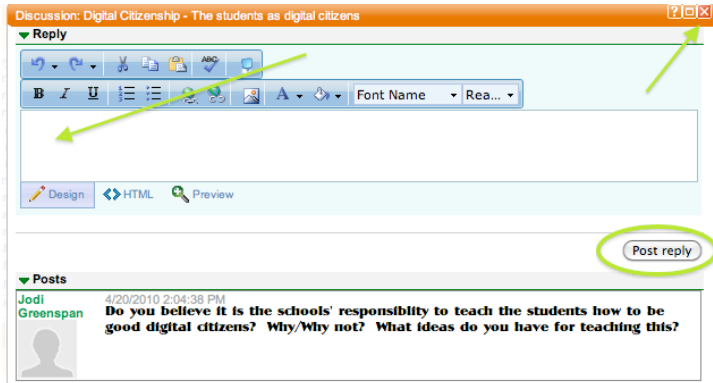 Discussion: Digital Citizenship - The students as digital citizens
Reply
ABC
B I U A Font Name Rea...
Design HTML Preview
Post reply
Posts
Jodi Greenspan
4/20/2010 2:04:38 PM
Do you believe it is the schools' responsiblity to teach the students how to be
good digital citizens? Why/Why not? What ideas do you have for teaching this?